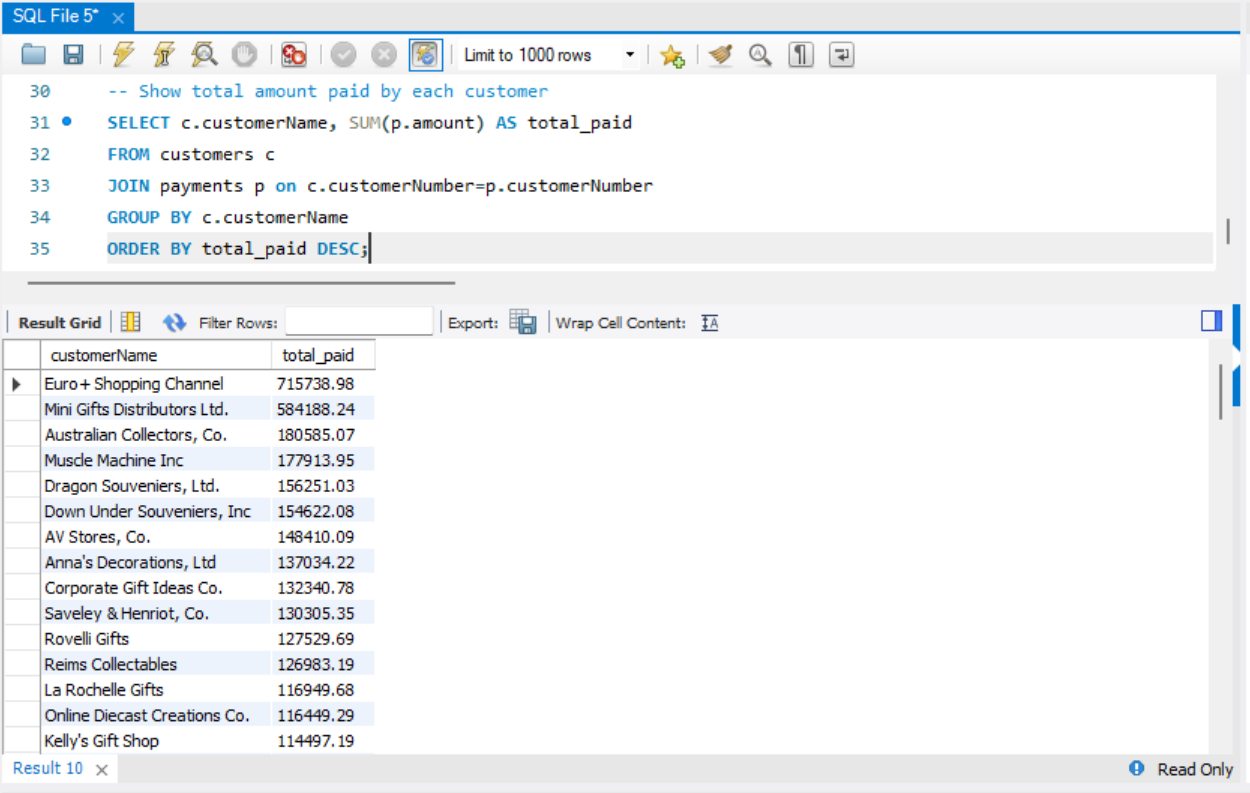 SQL File 5*
Limit to 1000 rows
30 -- Show total amount paid by each customer
31 SELECT c.customerName, SUM(p.amount) AS total_paid
32 FROM customers c
33 JOIN payments p on c.customerNumber=p.customerNumber
34 GROUP BY c.customerName
35 ORDER BY total_paid DESC;
Result Grid Filter Rows: Export: Wrap Cell Content:
customerName total_paid
Euro+ Shopping Channel 715738.98
Mini Gifts Distributors Ltd. 584188.24
Australian Collectors, Co. 180585.07
Muscle Machine Inc 177913.95
Dragon Souveniers, Ltd. 156251.03
Down Under Souveniers, Inc 154622.08
AV Stores, Co. 148410.09
Anna's Decorations, Ltd 137034.22
Corporate Gift Ideas Co. 132340.78
Saveley & Henriot, Co. 130305.35
Rovelli Gifts 127529.69
Reims Collectables 126983.19
La Rochelle Gifts 116949.68
Online Diecast Creations Co. 116449.29
Kelly's Gift Shop 114497.19
Result 10 Read Only